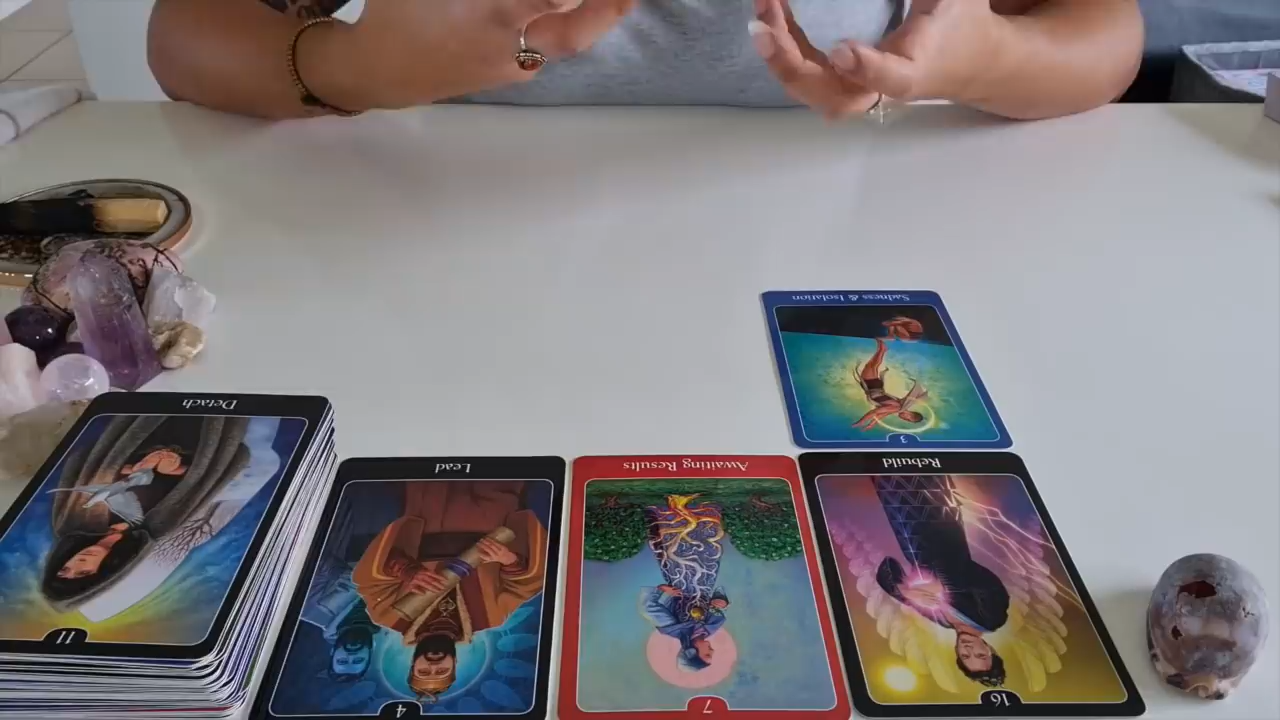 Sadness & Isolation
3
Detach
11
Lead
4
Awaiting Results
7
Rebuild
16